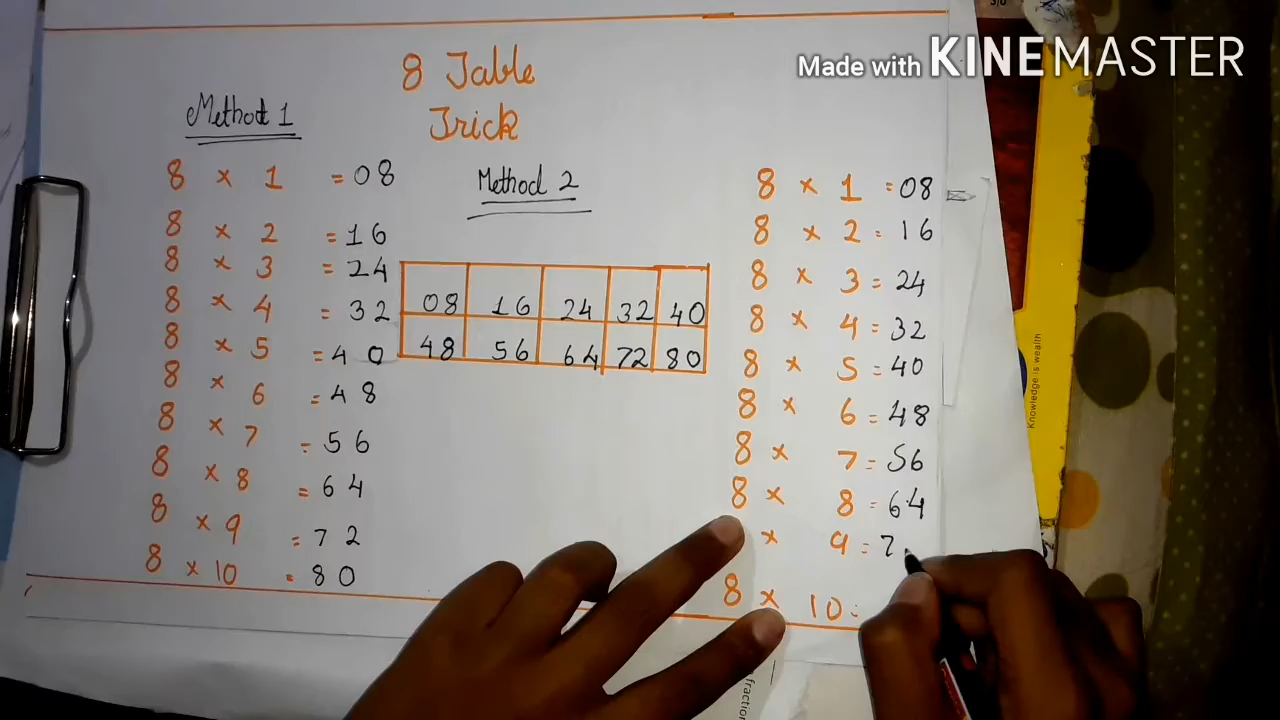 Made with KINEMASTER
8 Table
Trick
Method 1
8 × 1 = 08
8 × 2 = 16
8 × 3 = 24
8 × 4 = 32
8 × 5 = 40
8 × 6 = 48
8 × 7 = 56
8 × 8 = 64
8 × 9 = 72
8 × 10 = 80
Method 2
08 16 24 32 40
48 56 64 72 80
8 × 1 = 08
8 × 2 = 16
8 × 3 = 24
8 × 4 = 32
8 × 5 = 40
8 × 6 = 48
8 × 7 = 56
8 × 8 = 64
× 9 = 7
8 × 10 =
Knowledge is wealth